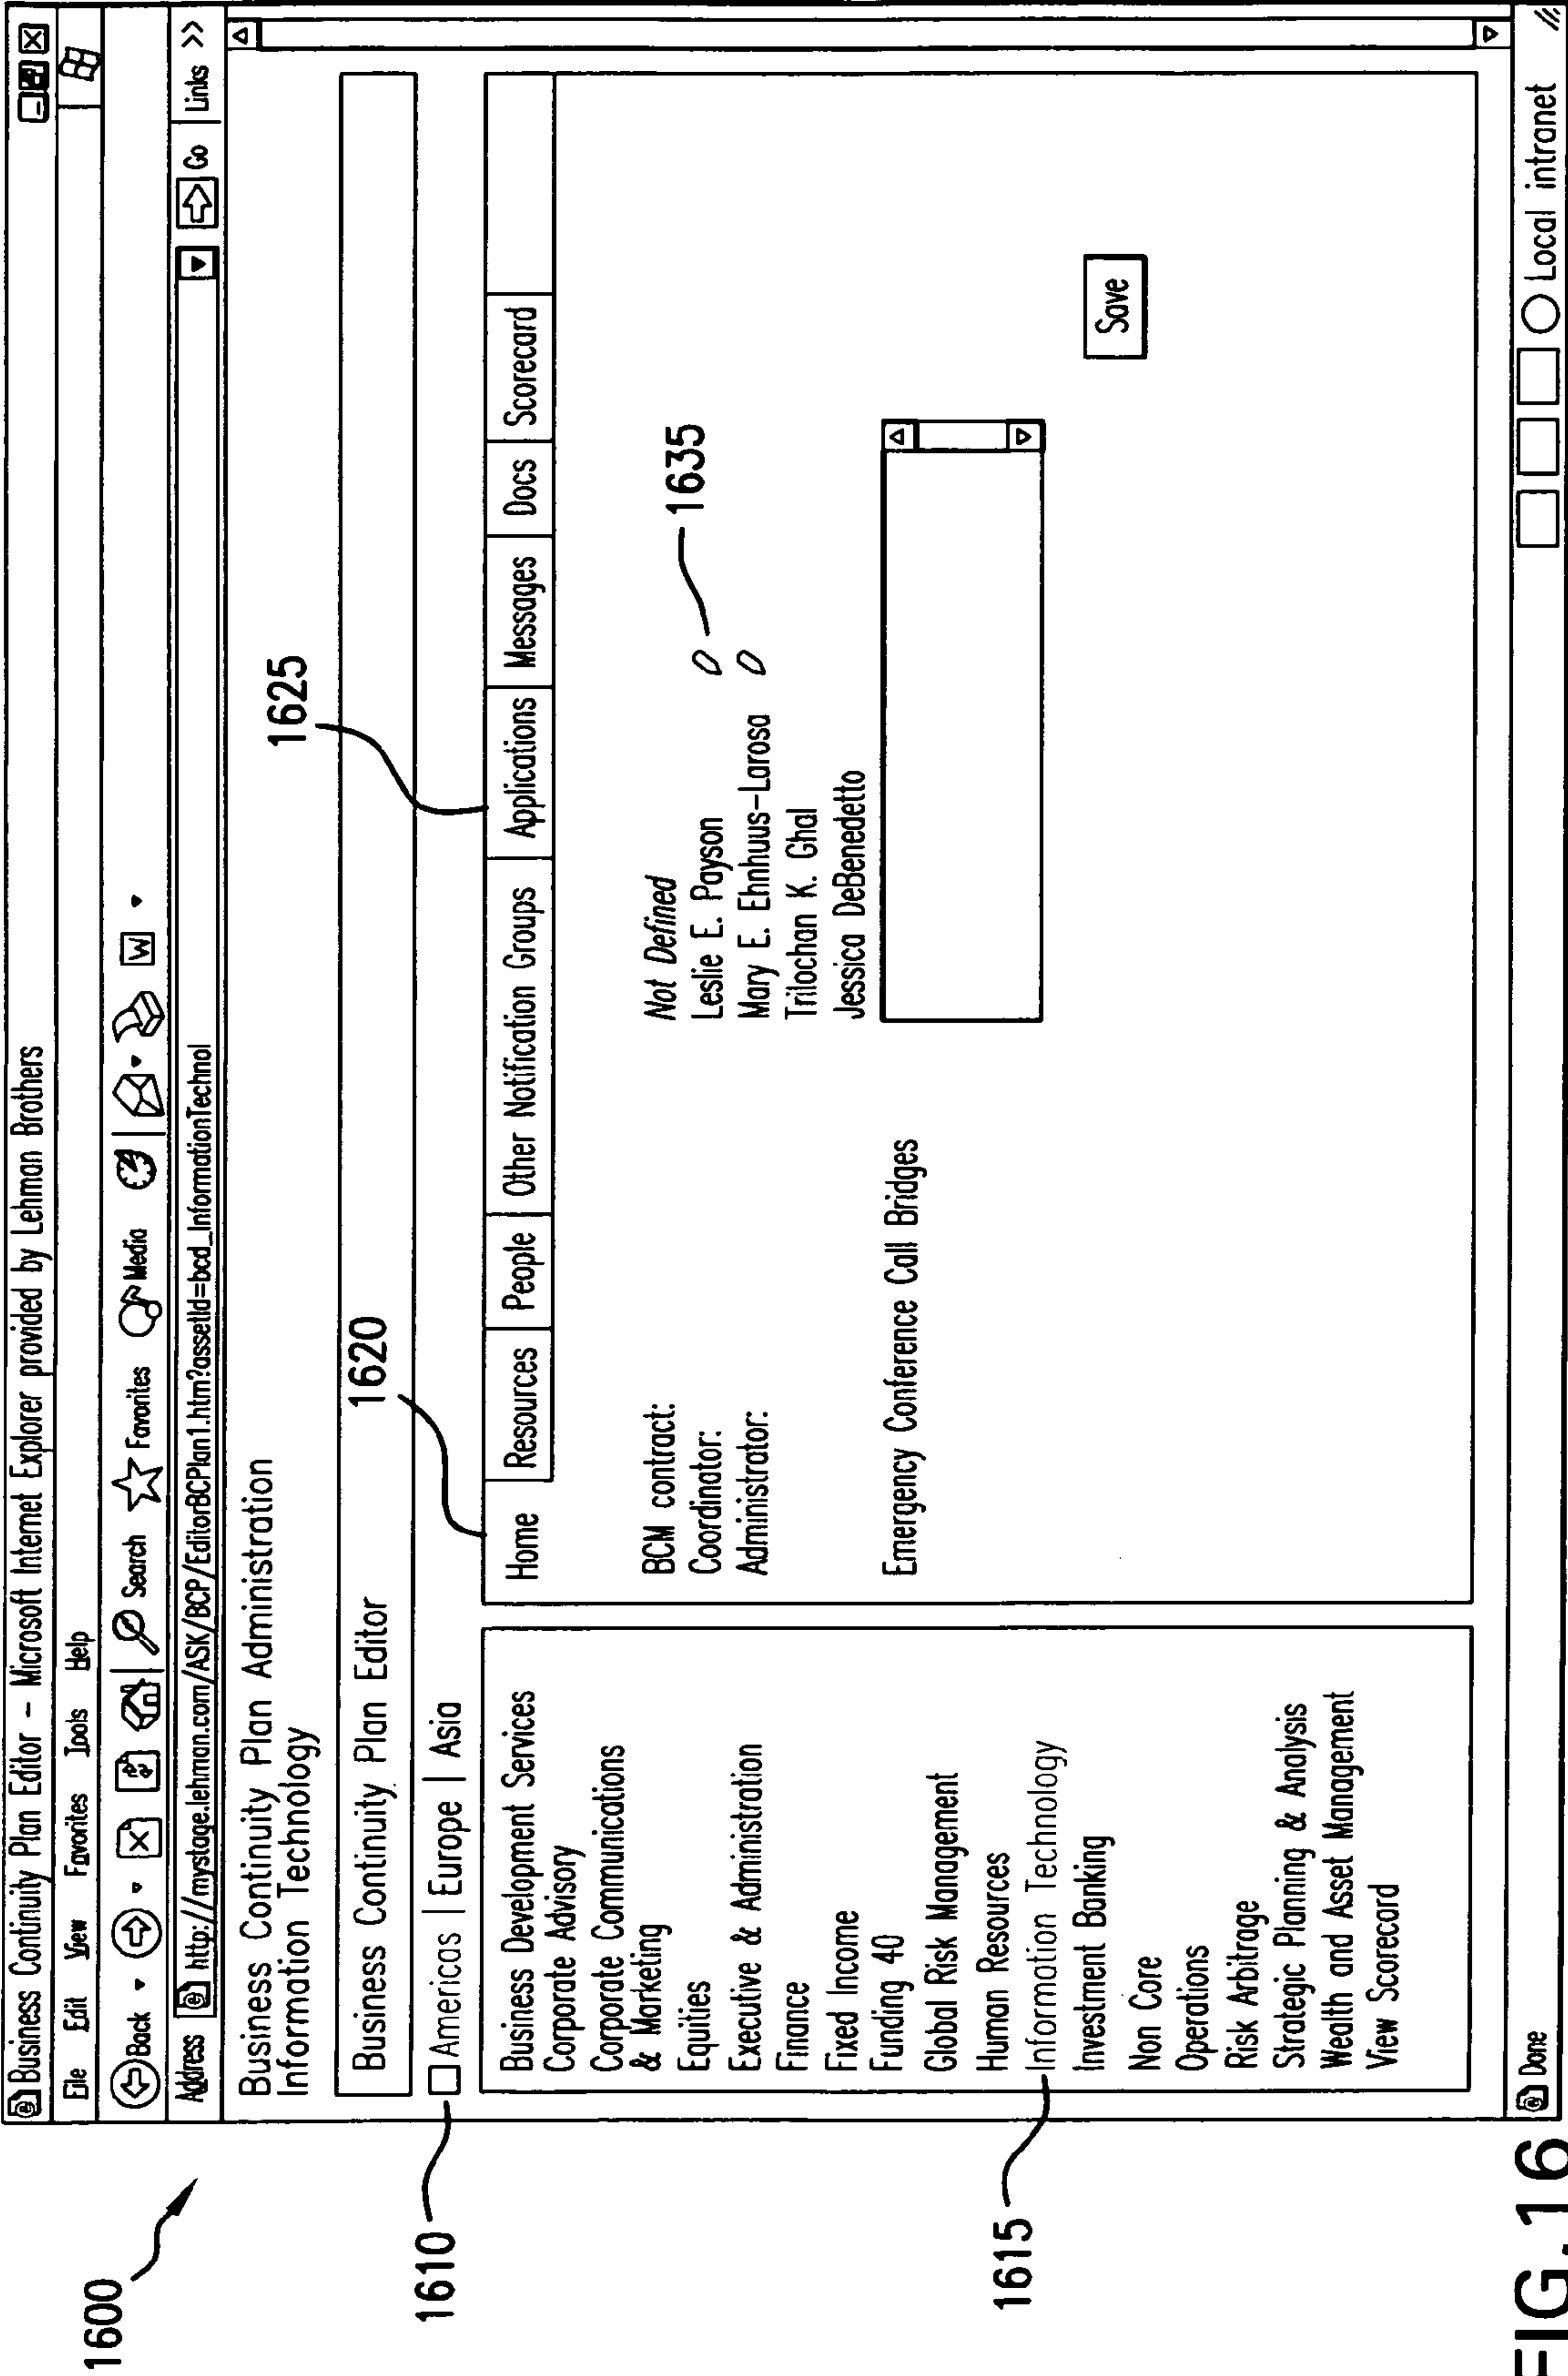 1600
Business Continuity Plan Editor – Microsoft Internet Explorer provided by Lehman Brothers
File Edit View Favorites Tools Help
Back Search Favorites Media W
Address http://mystage.lehman.com/ASK/BCP/EditorBCPlan1.htm?assetId=bcd_InformationTechnol Go Links >>
Business Continuity Plan Administration
Information Technology
1620
1625
Business Continuity Plan Editor
1610
Americas | Europe | Asia
Business Development Services
Corporate Advisory
Corporate Communications
& Marketing
Equities
Executive & Administration
Finance
Fixed Income
Funding 40
Global Risk Management
Human Resources
1615
Information Technology
Investment Banking
Non Core
Operations
Risk Arbitrage
Strategic Planning & Analysis
Wealth and Asset Management
View Scorecard
Home Resources People Other Notification Groups Applications Messages Docs Scorecard
BCM contract: Not Defined
Coordinator: Leslie E. Payson
1635
Administrator: Mary E. Ehnhuus-Larosa
Trilochan K. Ghal
Jessica DeBenedetto
Emergency Conference Call Bridges
Save
Done Local intranet
FIG.16